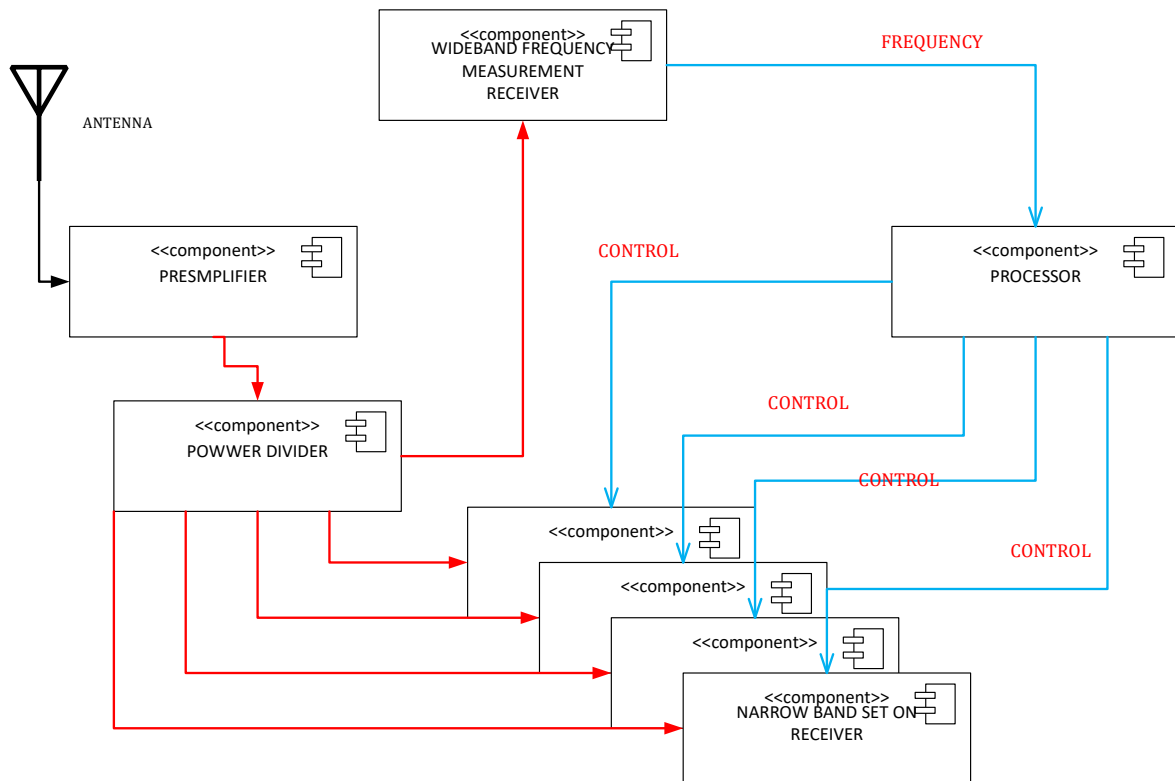 <<component>>
WIDEBAND FREQUENCY
MEASUREMENT
RECEIVER
FREQUENCY
ANTENNA
<<component>>
PRESMPLIFIER
CONTROL
<<component>>
PROCESSOR
<<component>>
POWWER DIVIDER
CONTROL
CONTROL
<<component>>
CONTROL
<<component>>
<<component>>
<<component>>
NARROW BAND SET ON
RECEIVER